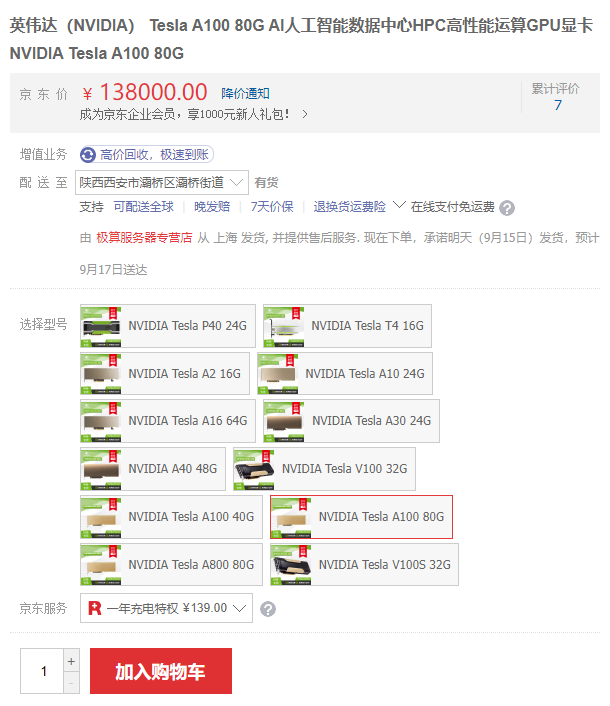 英伟达（NVIDIA） Tesla A100 80G AI人工智能数据中心HPC高性能运算GPU显卡
NVIDIA Tesla A100 80G
京东价 ￥138000.00 降价通知 累计评价
7
成为京东企业会员，享1000元新人礼包！ >
增值业务 高价回收，极速到账
配送至 陕西西安市灞桥区灞桥街道 有货
支持 可配送全球 晚发赔 7天价保 退换货运费险 在线支付免运费 ?
由 极算服务器专营店 从 上海 发货, 并提供售后服务. 现在下单，承诺明天（9月15日）发货，预计
9月17日送达
选择型号 NVIDIA Tesla P40 24G NVIDIA Tesla T4 16G
NVIDIA Tesla A2 16G NVIDIA Tesla A10 24G
NVIDIA Tesla A16 64G NVIDIA Tesla A30 24G
NVIDIA A40 48G NVIDIA Tesla V100 32G
NVIDIA Tesla A100 40G NVIDIA Tesla A100 80G
NVIDIA Tesla A800 80G NVIDIA Tesla V100S 32G
京东服务 R 一年充电特权 ￥139.00 ?
1 + -
加入购物车